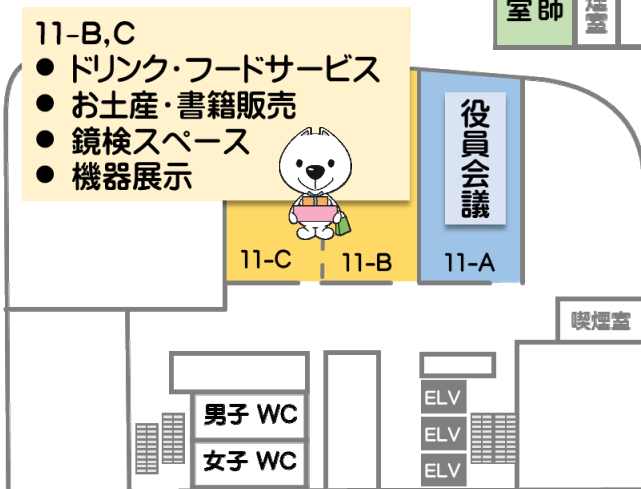 室師
煙
室
11-B,C
● ドリンク・フードサービス
● お土産・書籍販売
● 鏡検スペース
● 機器展示
役員会議
11-C
11-B
11-A
喫煙室
男子 WC
女子 WC
ELV
ELV
ELV